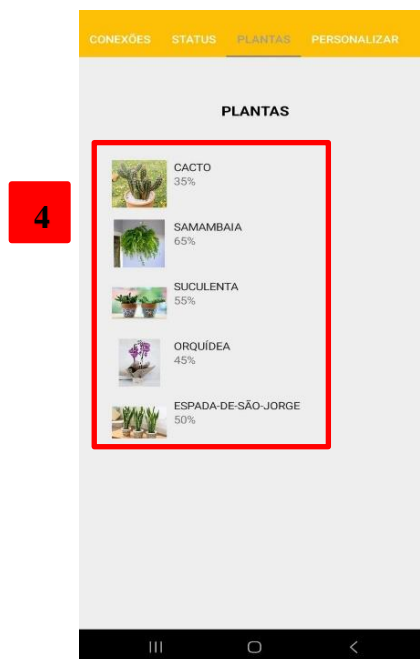 CONEXÕES STATUS PLANTAS PERSONALIZAR
PLANTAS
4
CACTO
35%
SAMAMBAIA
65%
SUCULENTA
55%
ORQUÍDEA
45%
ESPADA-DE-SÃO-JORGE
50%